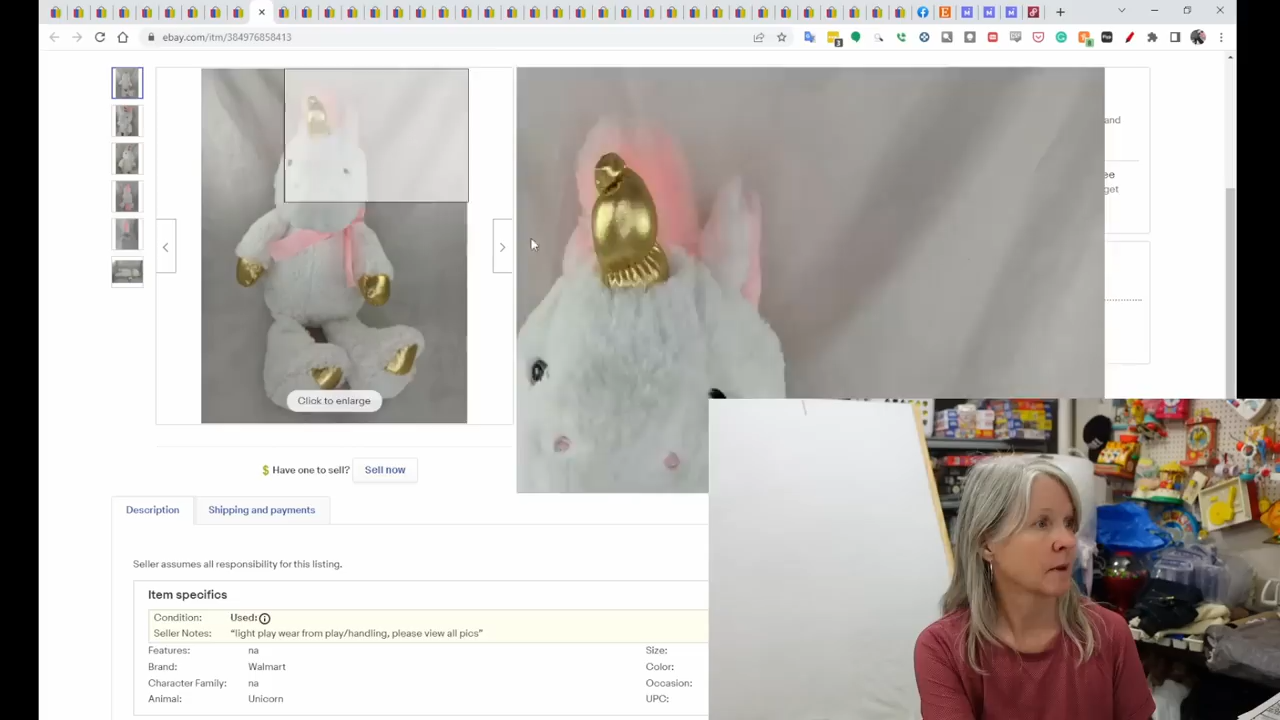 ebay.com/itm/384976858413
and
ee
get
Click to enlarge
$ Have one to sell? Sell now
Description
Shipping and payments
Seller assumes all responsibility for this listing.
Item specifics
Condition: Used:
Seller Notes: “light play wear from play/handling, please view all pics”
Features: na Size:
Brand: Walmart Color:
Character Family: na Occasion:
Animal: Unicorn UPC: